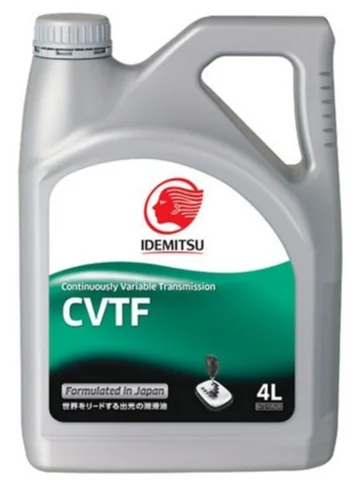 IDEMITSU
Continuously Variable Transmission
CVTF
Formulated in Japan
4L
世界をリードする出光の潤滑油